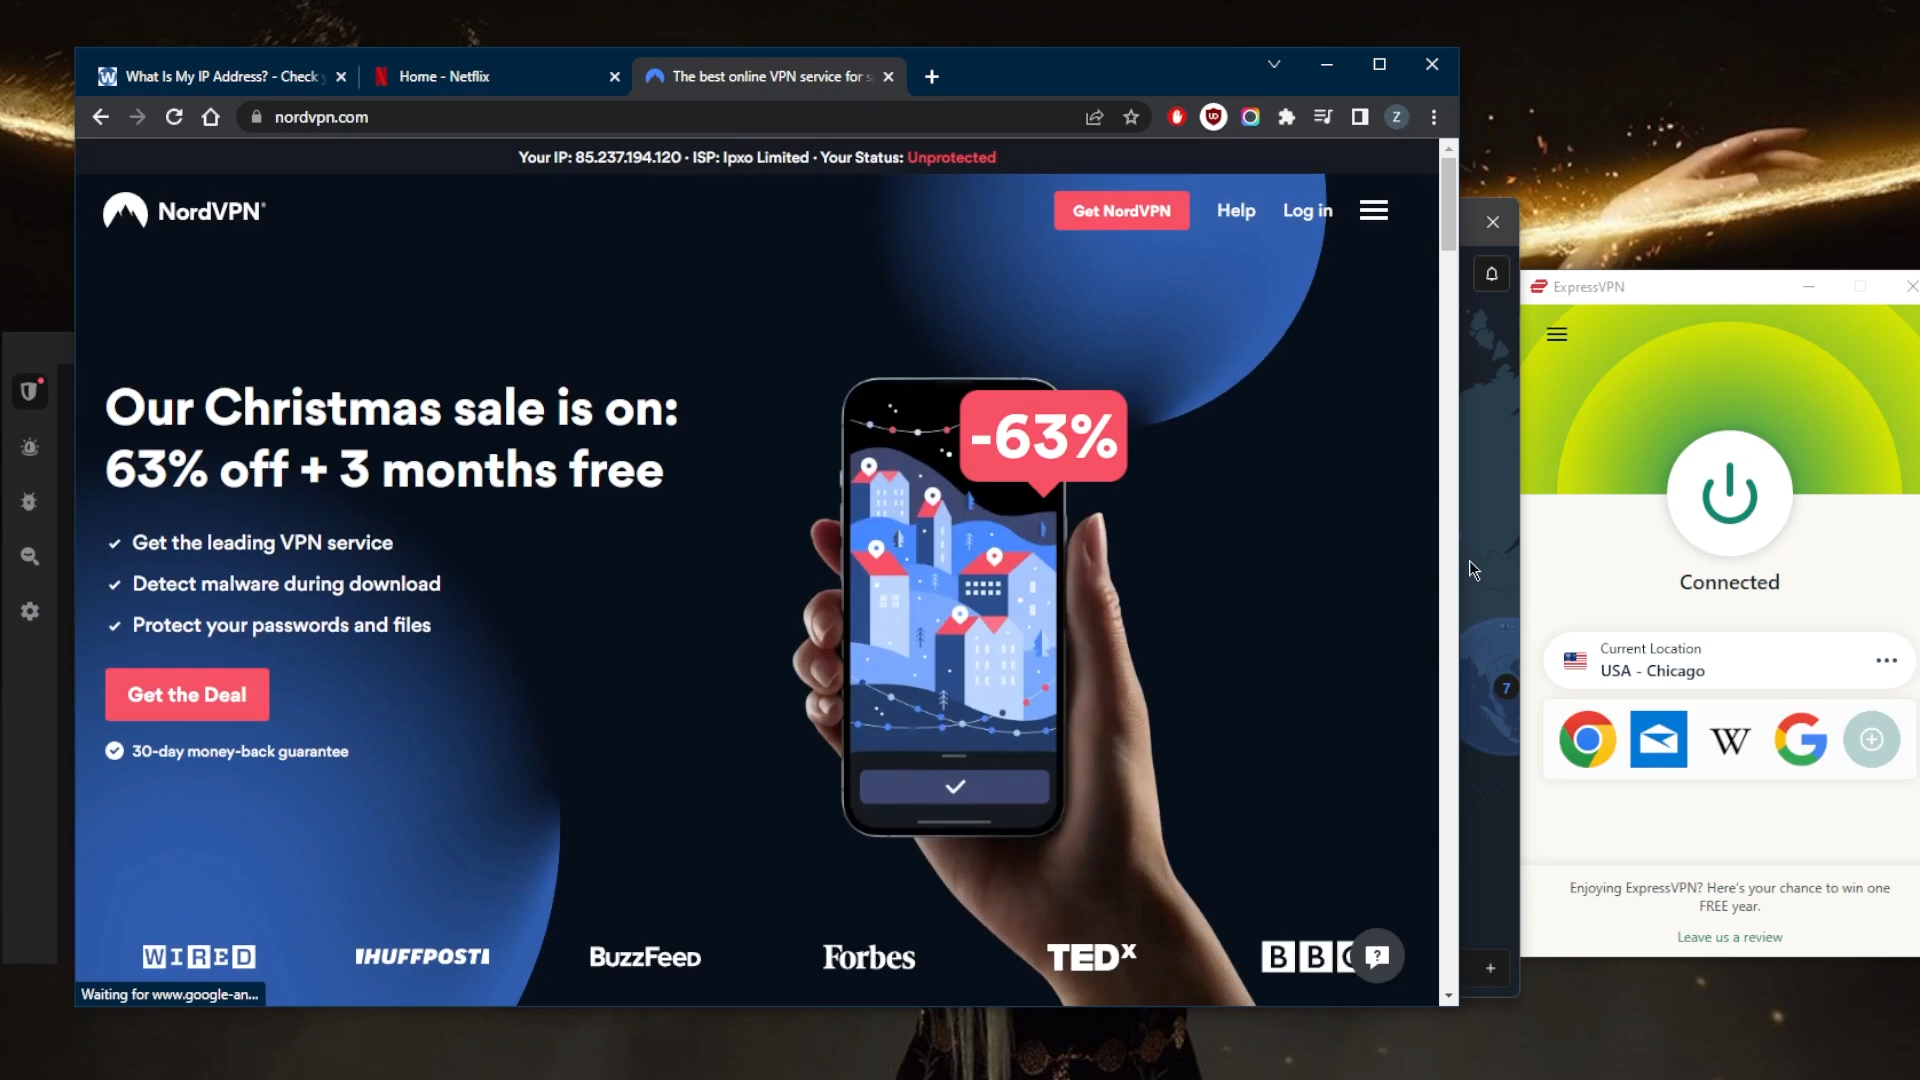 What Is My IP Address? - Check
Home - Netflix
The best online VPN service for s
nordvpn.com
Z
Your IP: 85.237.194.120 · ISP: Ipxo Limited · Your Status: Unprotected
NordVPN®
Get NordVPN
Help
Log in
Our Christmas sale is on:
63% off + 3 months free
Get the leading VPN service
Detect malware during download
Protect your passwords and files
Get the Deal
30-day money-back guarantee
-63%
WIRED
HUFFPOST
BuzzFeed
Forbes
TEDx
BBC
Waiting for www.google-an...
7
ExpressVPN
Connected
Current Location
USA - Chicago
Enjoying ExpressVPN? Here's your chance to win one
FREE year.
Leave us a review